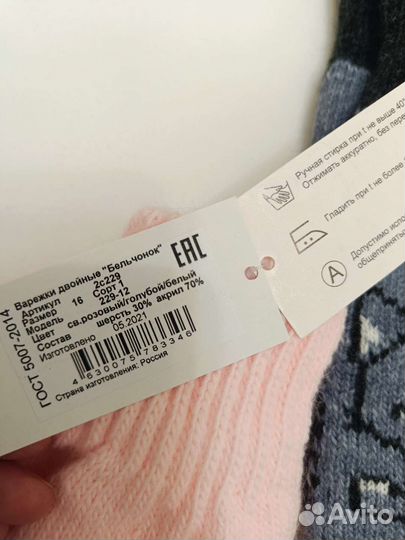 ГОСТ 5007-2014
Варежки двойные "Бельчонок"
Артикул 2с229
Размер 16 Сорт 1
Модель 229-12
Цвет св.розовый/голубой/белый
Состав шерсть 30% акрил 70%
Изготовлено 05.2021
4 630075 783346
Страна изготовления: Россия
ЕАС
Ручная стирка при t не выше 40°
Отжимать аккуратно, без
Гладить при t не более
А
Допустимо
Avito